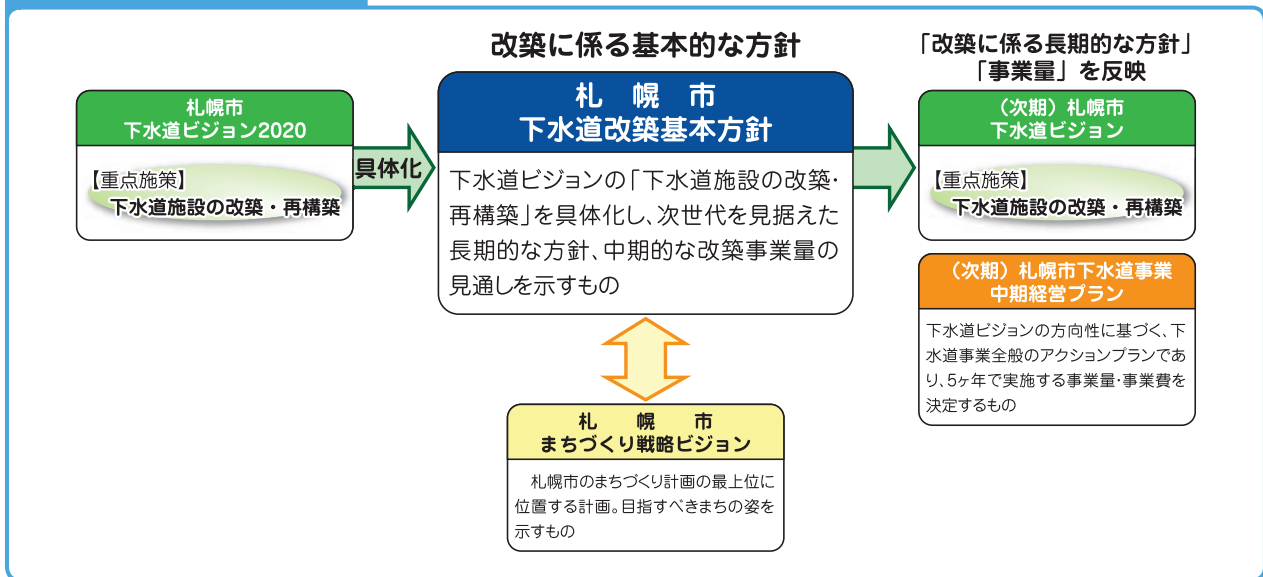 改築に係る基本的な方針
「改築に係る長期的な方針」
「事業量」を反映
札幌市
下水道ビジョン2020
【重点施策】
下水道施設の改築・再構築
具体化
札幌市
下水道改築基本方針
下水道ビジョンの「下水道施設の改築・
再構築」を具体化し、次世代を見据えた
長期的な方針、中期的な改築事業量の
見通しを示すもの
（次期）札幌市
下水道ビジョン
【重点施策】
下水道施設の改築・再構築
（次期）札幌市下水道事業
中期経営プラン
下水道ビジョンの方向性に基づく、下
水道事業全般のアクションプランであ
り、5ヶ年で実施する事業量・事業費を
決定するもの
札幌市
まちづくり戦略ビジョン
札幌市のまちづくり計画の最上位に
位置する計画。目指すべきまちの姿を
示すもの